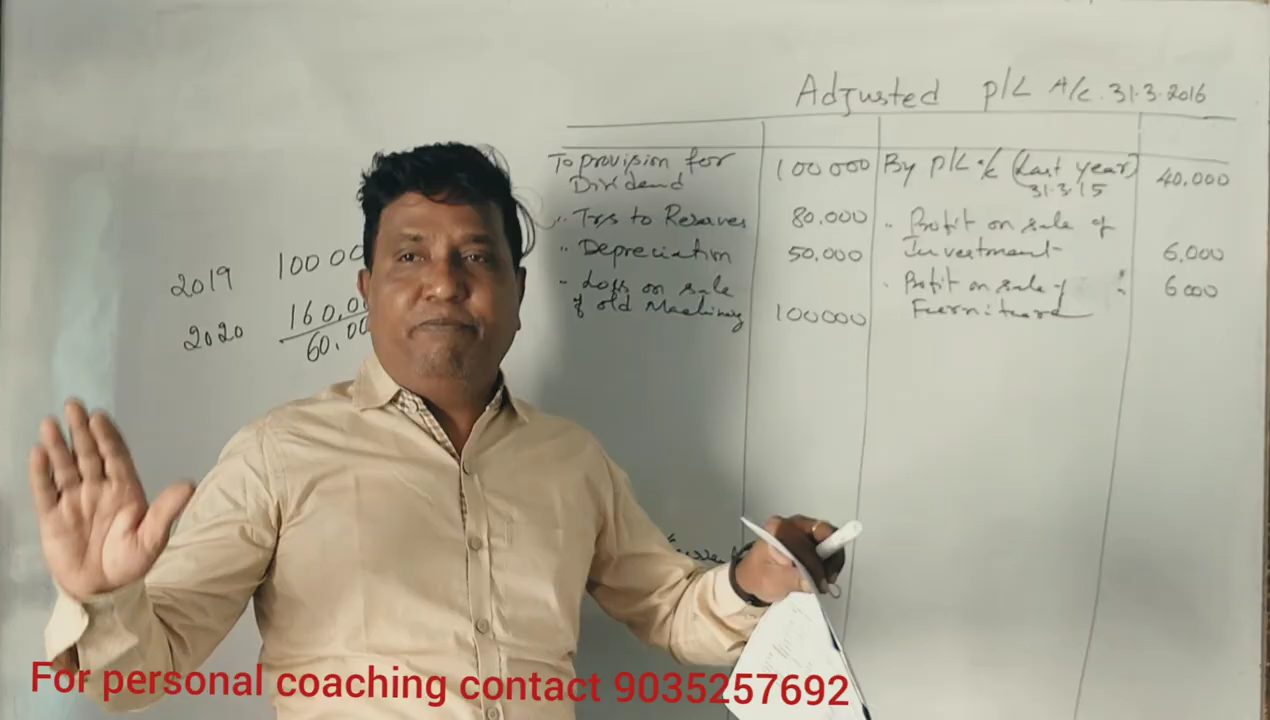 Adjusted P/L A/c. 31.3.2016
To provision for
Dividend
100000
By P/L a/c (Last year)
31.3.15
40,000
" Trs to Reserves
80.000
" Profit on sale of
Investment
6,000
" Depreciation
50,000
- Loss on sale
of old Machinery
100000
" Profit on sale of
Furniture
6000
2019 10000
2020 160,00
60,00
For personal coaching contact 9035257692